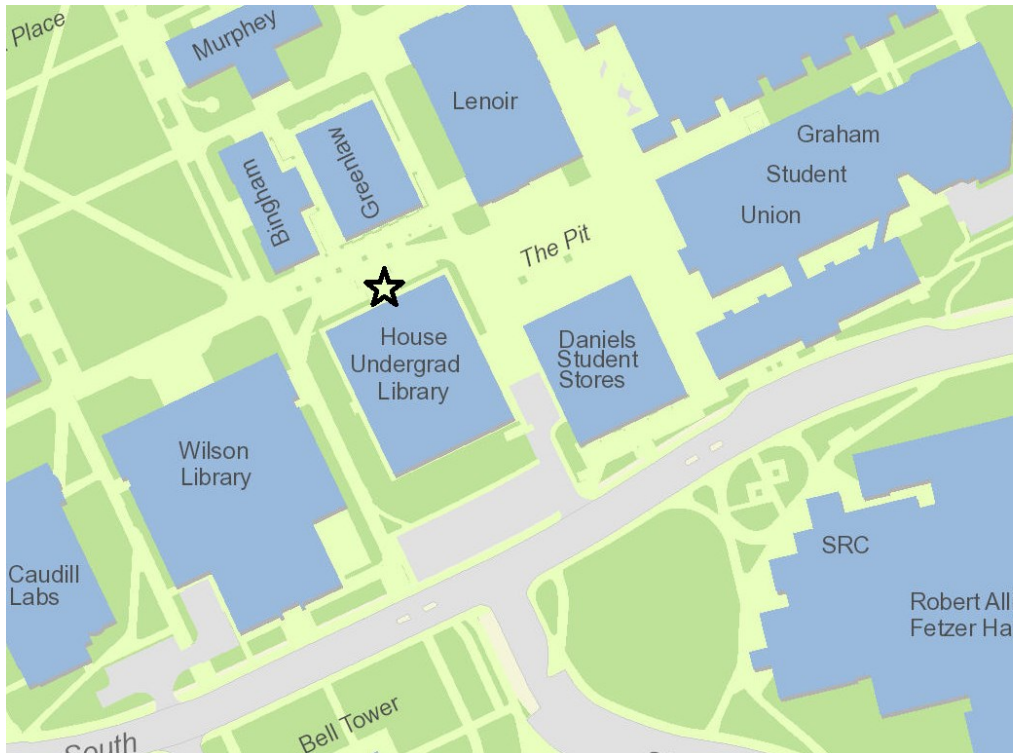 Place
Murphey
Lenoir
Graham
Student
Union
Greenlaw
Bingham
The Pit
House
Undergrad
Library
Daniels
Student
Stores
Wilson
Library
SRC
Caudill
Labs
Robert All
Fetzer Ha
Bell Tower
South